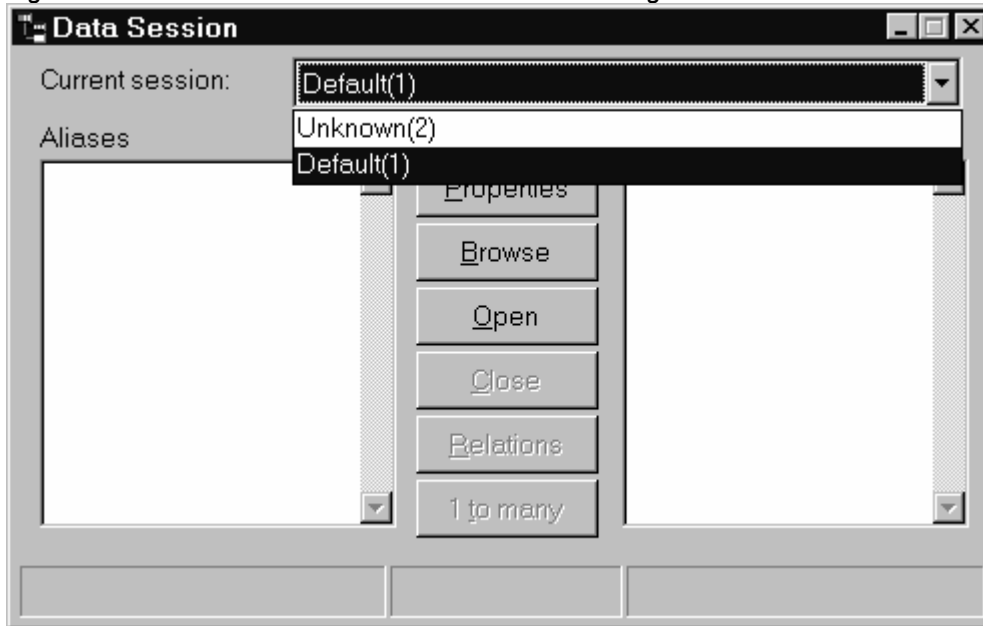 Data Session
Current session:
Default(1)
Unknown(2)
Default(1)
Aliases
Properties
Browse
Open
Close
Relations
1 to many